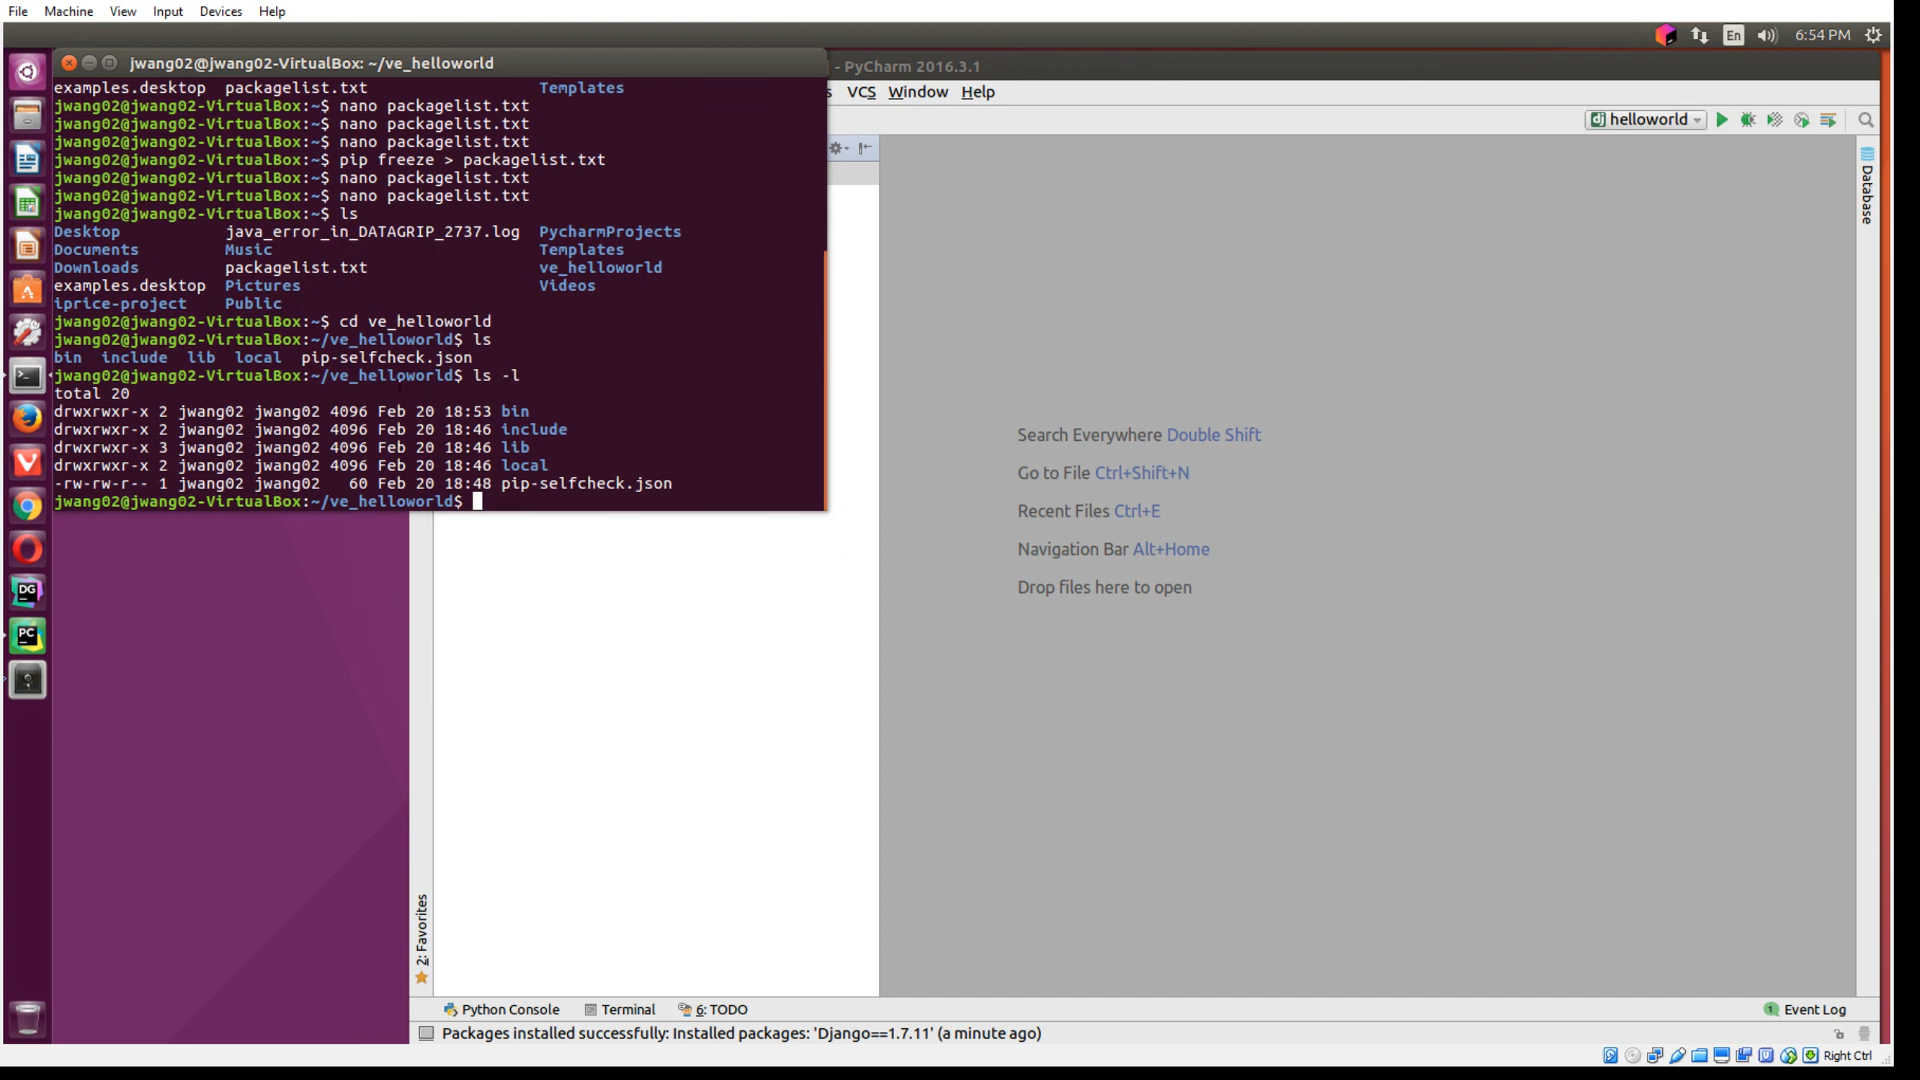 File Machine View Input Devices Help
En 6:54 PM
jwang02@jwang02-VirtualBox: ~/ve_helloworld
- PyCharm 2016.3.1
VCS Window Help
helloworld
examples.desktop packagelist.txt Templates
jwang02@jwang02-VirtualBox:~$ nano packagelist.txt
jwang02@jwang02-VirtualBox:~$ nano packagelist.txt
jwang02@jwang02-VirtualBox:~$ nano packagelist.txt
jwang02@jwang02-VirtualBox:~$ pip freeze > packagelist.txt
jwang02@jwang02-VirtualBox:~$ nano packagelist.txt
jwang02@jwang02-VirtualBox:~$ nano packagelist.txt
jwang02@jwang02-VirtualBox:~$ ls
Desktop java_error_in_DATAGRIP_2737.log PycharmProjects
Documents Music Templates
Downloads packagelist.txt ve_helloworld
examples.desktop Pictures Videos
iprice-project Public
jwang02@jwang02-VirtualBox:~$ cd ve_helloworld
jwang02@jwang02-VirtualBox:~/ve_helloworld$ ls
bin include lib local pip-selfcheck.json
jwang02@jwang02-VirtualBox:~/ve_helloworld$ ls -l
total 20
drwxrwxr-x 2 jwang02 jwang02 4096 Feb 20 18:53 bin
drwxrwxr-x 2 jwang02 jwang02 4096 Feb 20 18:46 include
drwxrwxr-x 3 jwang02 jwang02 4096 Feb 20 18:46 lib
drwxrwxr-x 2 jwang02 jwang02 4096 Feb 20 18:46 local
-rw-rw-r-- 1 jwang02 jwang02 60 Feb 20 18:48 pip-selfcheck.json
jwang02@jwang02-VirtualBox:~/ve_helloworld$
Database
Search Everywhere Double Shift
Go to File Ctrl+Shift+N
Recent Files Ctrl+E
Navigation Bar Alt+Home
Drop files here to open
DG
PC
2: Favorites
Python Console Terminal 6: TODO
1 Event Log
Packages installed successfully: Installed packages: 'Django==1.7.11' (a minute ago)
Right Ctrl